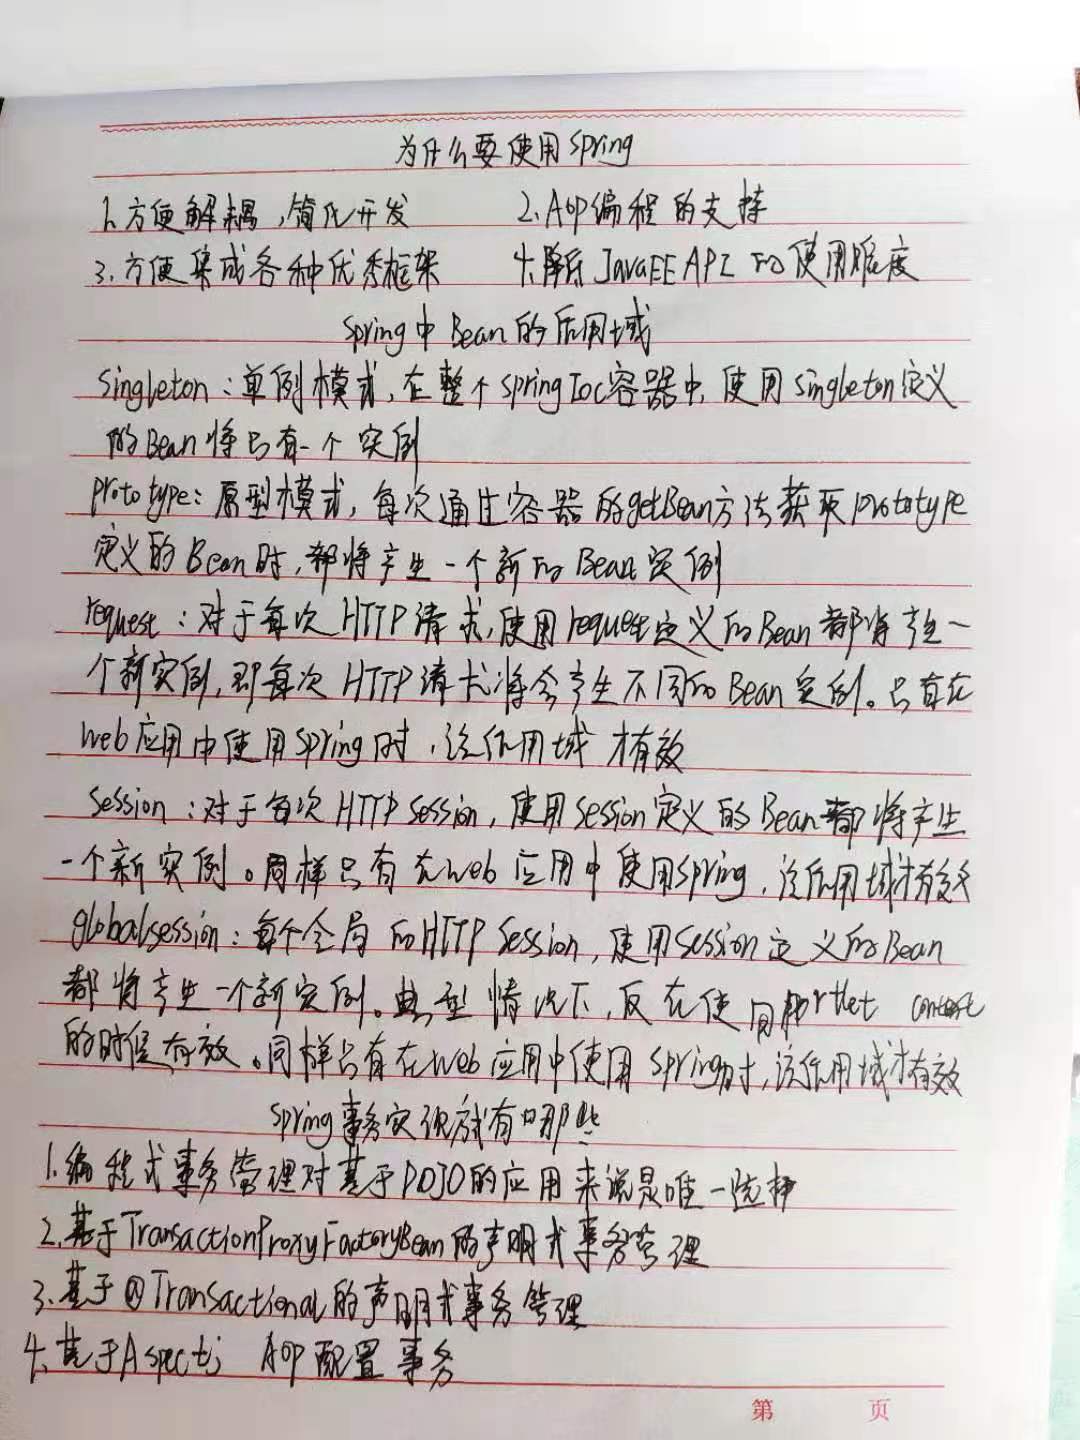 为什么要使用spring
1、方便解耦，简化开发 2、Aop编程的支持
3、方便集成各种优秀框架 4、降低JavaEE API的使用难度
spring中Bean的作用域
singleton：单例模式，在整个springIoc容器中，使用singleton定义
的Bean将只有一个实例
prototype：原型模式，每次通过容器的getBean方法获取prototype
定义的Bean时，都将产生一个新的Bean实例
request：对于每次HTTP请求，使用request定义的Bean都将产生一
个新实例，即每次HTTP请求将会产生不同的Bean实例。只有在
web应用中使用spring时，该作用域才有效
session：对于每次HTTP session，使用session定义的Bean都将产生
一个新实例。同样只有在web应用中使用spring，该作用域才有效
globalsession：每个全局的HTTP session，使用session定义的Bean
都将产生一个新实例。典型情况下，仅在使用portlet context
的时候有效。同样只有在web应用中使用spring时，该作用域才有效
spring事务实现方式有哪些
1、编程式事务管理对基于POJO的应用来说是唯一选择
2、基于TransactionProxyFactoryBean的声明式事务管理
3、基于@Transactional的声明式事务管理
4、基于Aspectj Aop配置事务
第 页